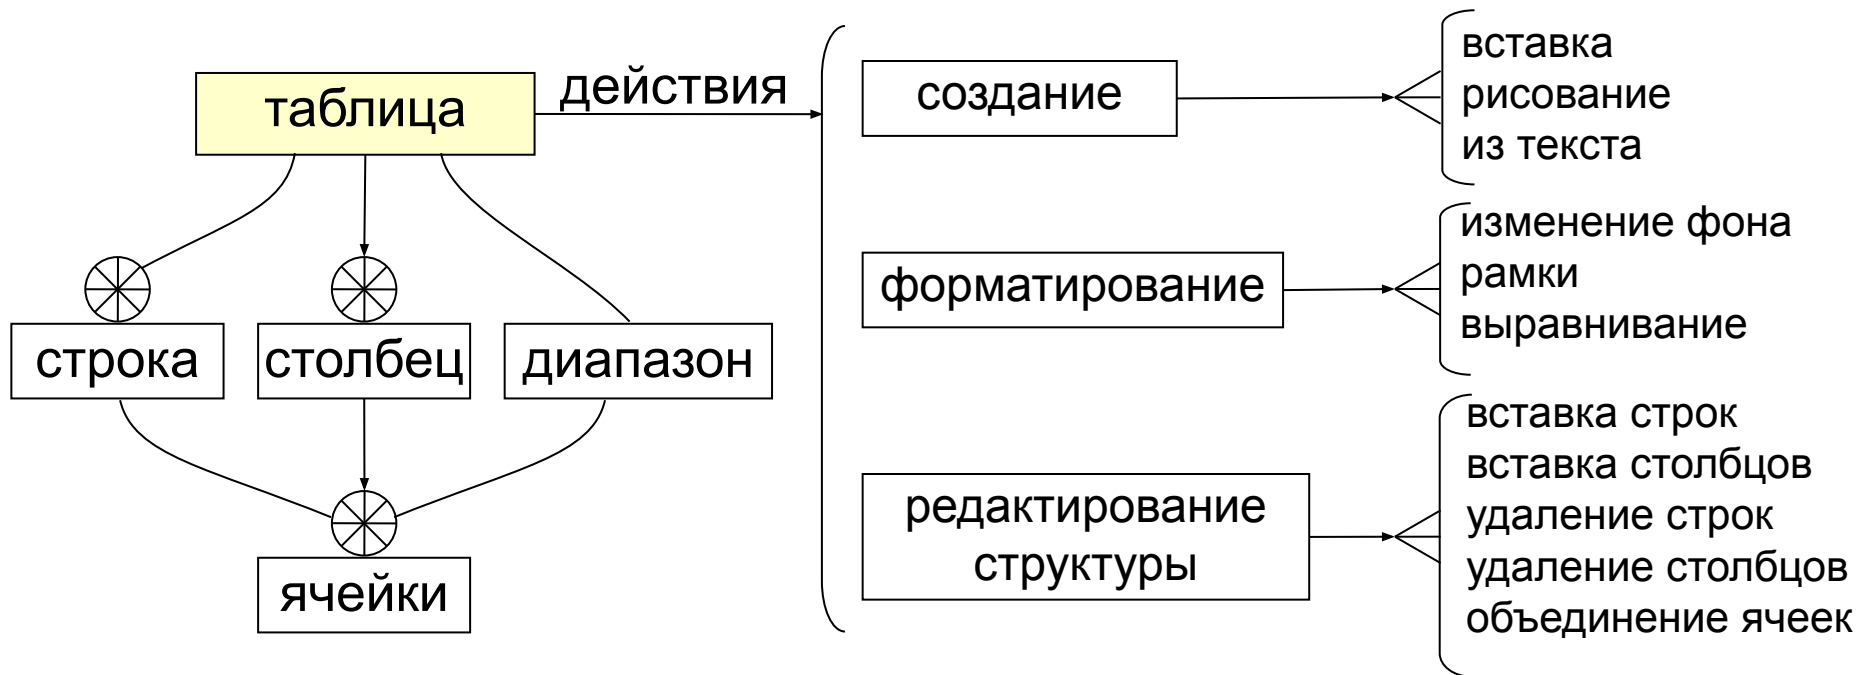 таблица
действия
строка
столбец
диапазон
ячейки
создание
вставка
рисование
из текста
форматирование
изменение фона
рамки
выравнивание
редактирование
структуры
вставка строк
вставка столбцов
удаление строк
удаление столбцов
объединение ячеек